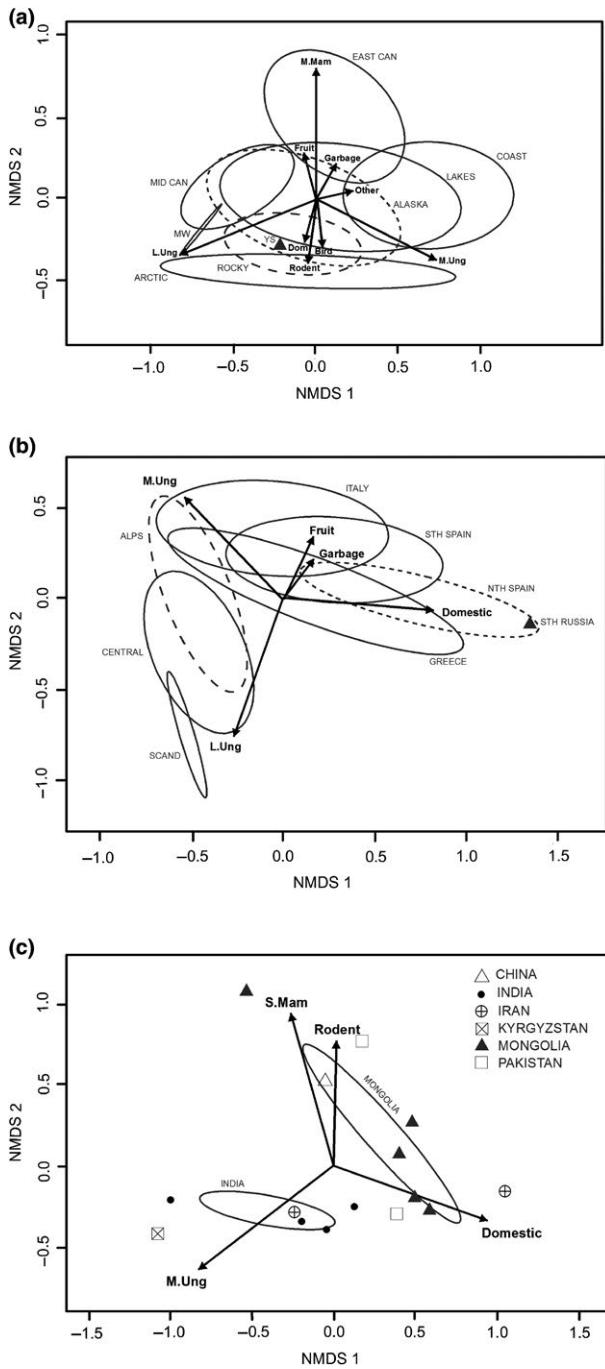 (a)
1.0
0.5
0.0
−0.5
NMDS 2
EAST CAN
M.Mam
Fruit
Garbage
COAST
MID CAN
Other
LAKES
ALASKA
MW
YS
L.Ung
Dom
Bird
M.Ung
ARCTIC
ROCKY
Rodent
−1.0
−0.5
0.0
0.5
1.0
NMDS 1
(b)
0.5
0.0
−0.5
−1.0
NMDS 2
M.Ung
ITALY
ALPS
Fruit
STH SPAIN
Garbage
NTH SPAIN
Domestic
STH RUSSIA
CENTRAL
GREECE
L.Ung
SCAND
−1.0
−0.5
0.0
0.5
1.0
1.5
NMDS 1
(c)
1.0
0.5
0.0
−0.5
NMDS 2
CHINA
INDIA
IRAN
KYRGYZSTAN
MONGOLIA
PAKISTAN
S.Mam
Rodent
MONGOLIA
INDIA
Domestic
M.Ung
−1.5
−1.0
−0.5
0.0
0.5
1.0
1.5
NMDS 1